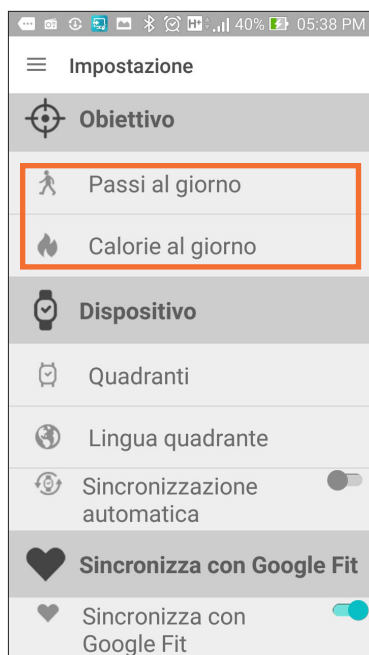 H+ 40% 05:38 PM
Impostazione
Obiettivo
Passi al giorno
Calorie al giorno
Dispositivo
Quadranti
Lingua quadrante
Sincronizzazione
automatica
Sincronizza con Google Fit
Sincronizza con
Google Fit